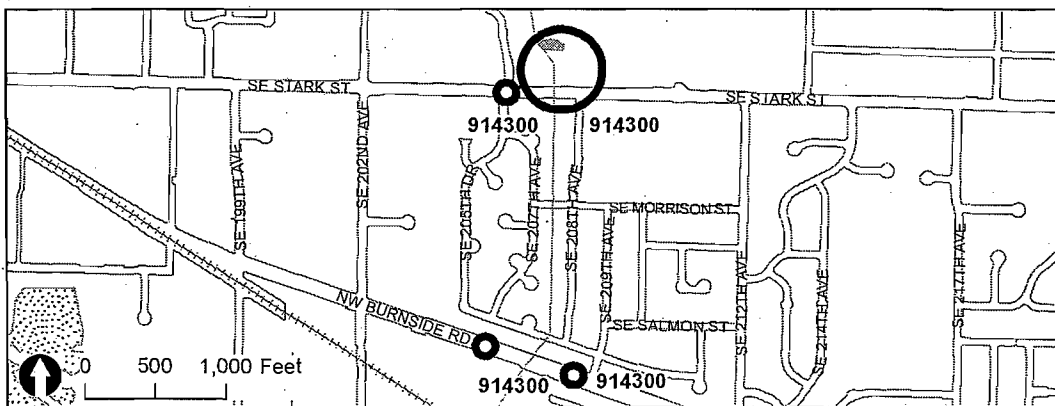 SE STARK ST
SE STARK ST
914300
914300
SE 199TH AVE
SE 202ND AVE
SE 205TH DR
SE 207TH AVE
SE 208TH AVE
SE MORRISON ST
SE 209TH AVE
SE 212TH AVE
SE 214TH AVE
SE 217TH AVE
NW BURNSIDE RD
SE SALMON ST
0 500 1,000 Feet
914300
914300